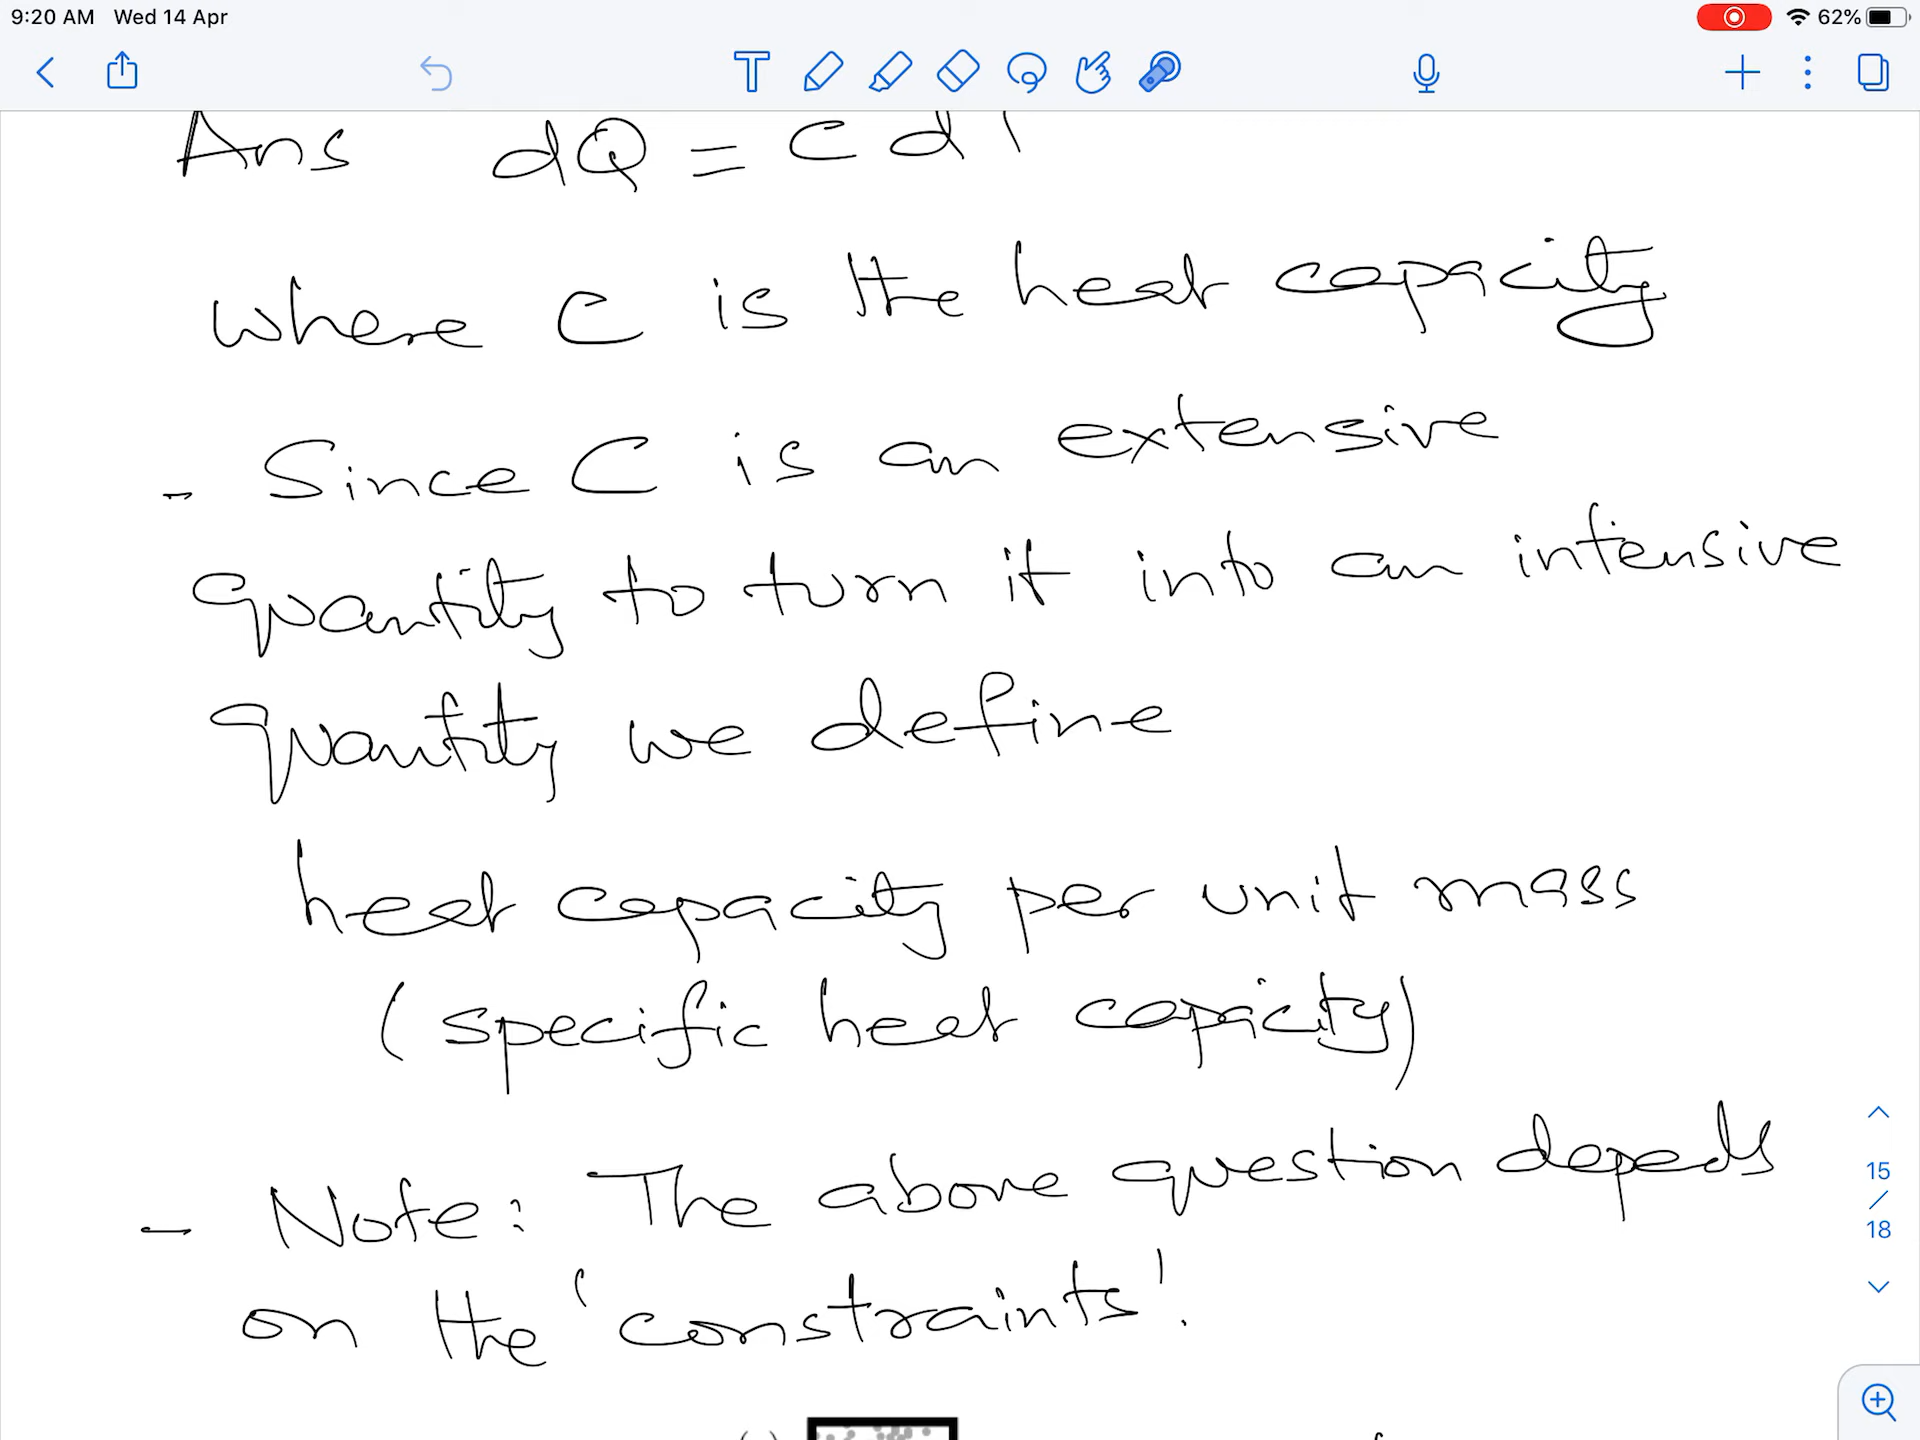 9:20 AM Wed 14 Apr
62%
T
Ans dQ = C dT
where C is the heat capacity
- Since C is an extensive
quantity to turn it into an intensive
quantity we define
heat capacity per unit mass
(specific heat capacity)
- Note: The above question depeds
on the 'constraints'.
15
/
18